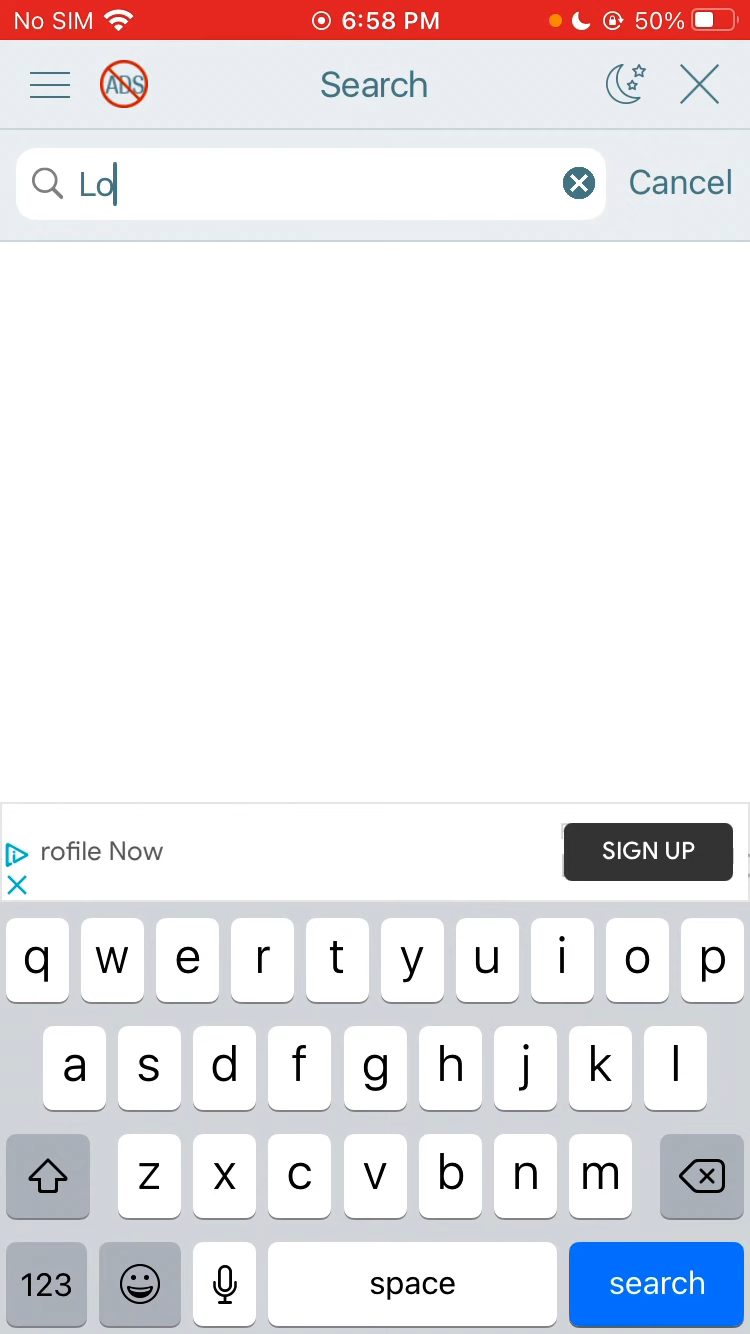 No SIM 6:58 PM 50%
ADS Search
Lo Cancel
rofile Now SIGN UP
q w e r t y u i o p
a s d f g h j k l
z x c v b n m
123 space search